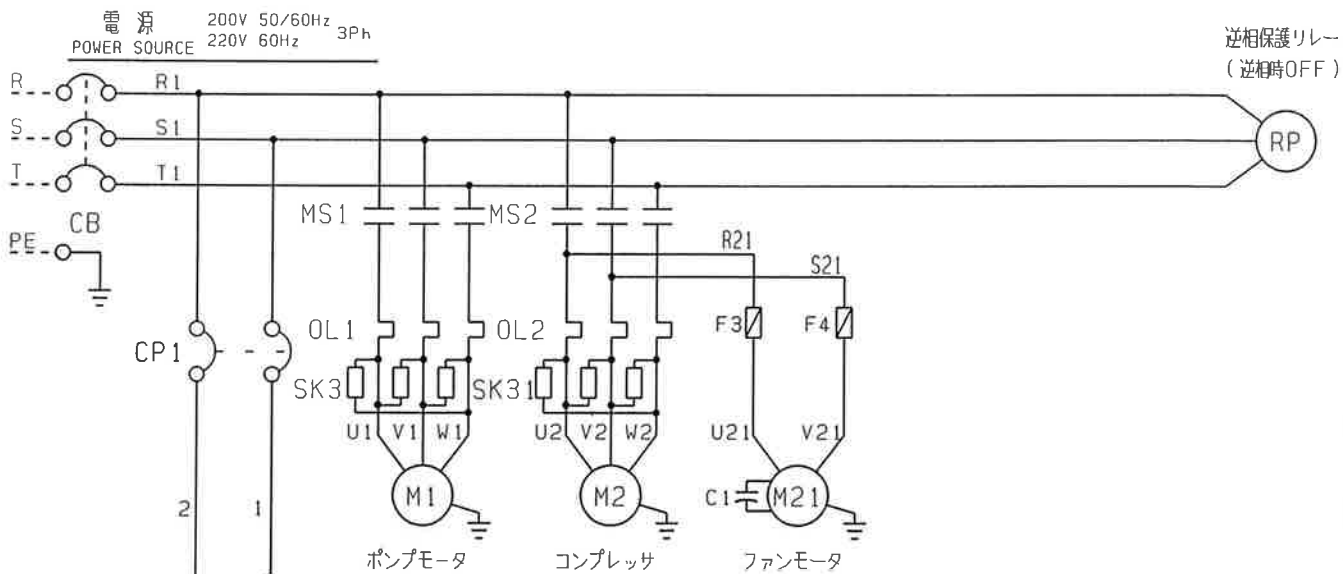 電 源 200V 50/60Hz 3Ph
POWER SOURCE 220V 60Hz
逆相保護リレー
(逆相時OFF)
R R1
S S1 RP
T T1
CB MS1 MS2
PE R21
S21
OL1 OL2 F3 F4
CP1
SK3 SK31
U1 V1 W1 U2 V2 W2 U21 V21
M1 M2 C1 M21
2 1
ポンプモータ コンプレッサ ファンモータ